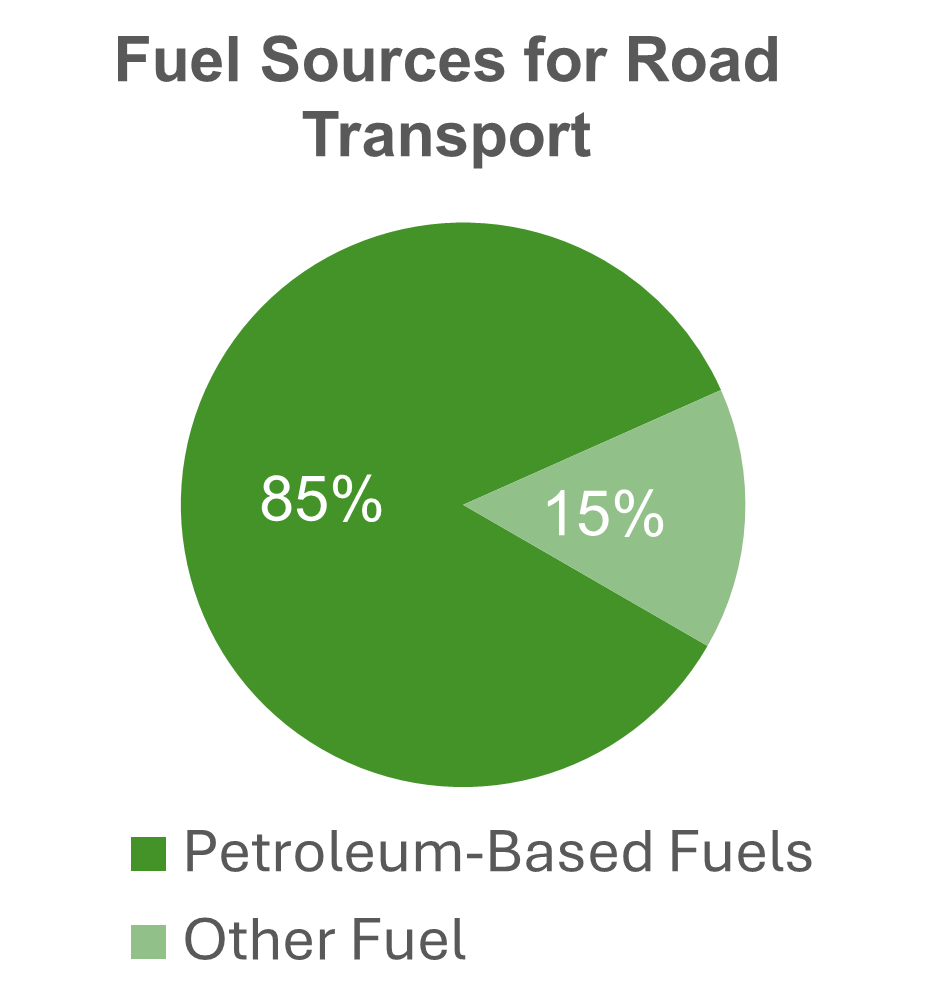 Fuel Sources for Road
Transport
85%
15%
Petroleum-Based Fuels
Other Fuel